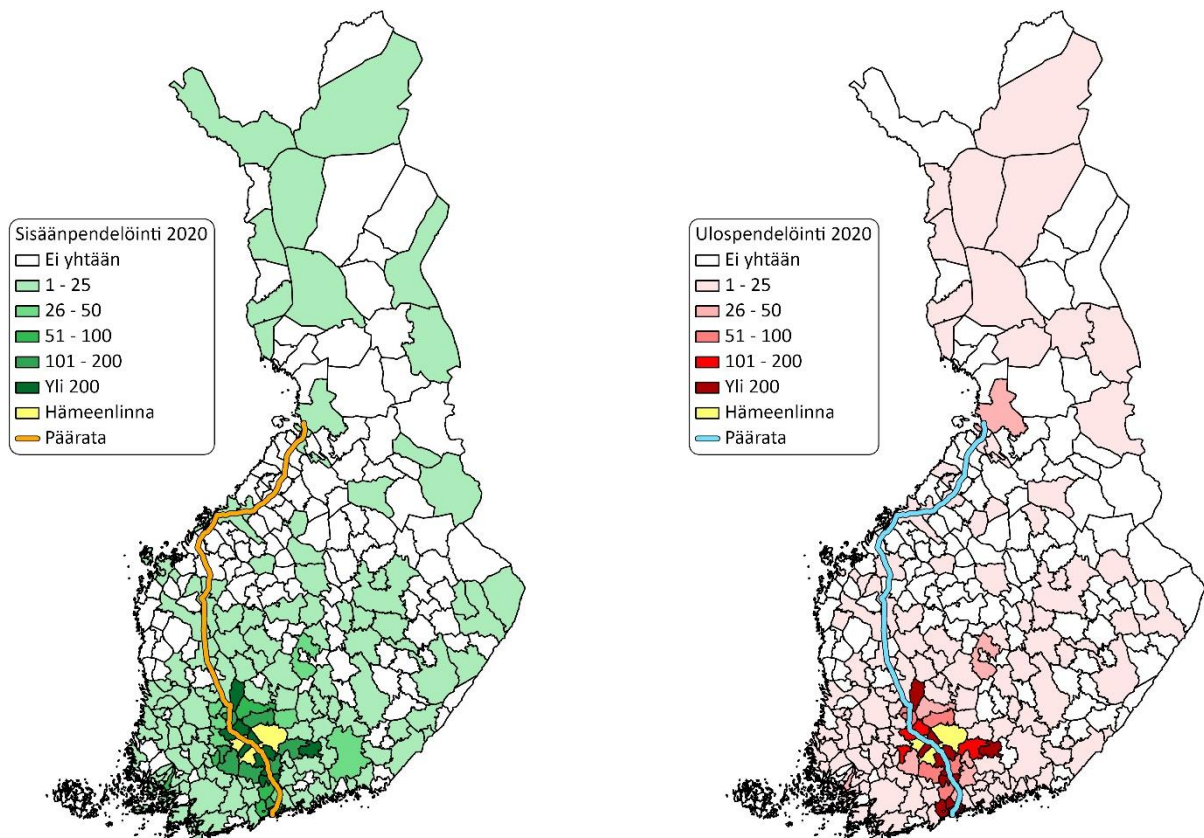 Sisäänpendelöinti 2020
Ei yhtään
1 - 25
26 - 50
51 - 100
101 - 200
Yli 200
Hämeenlinna
Päärata
Ulospendelöinti 2020
Ei yhtään
1 - 25
26 - 50
51 - 100
101 - 200
Yli 200
Hämeenlinna
Päärata